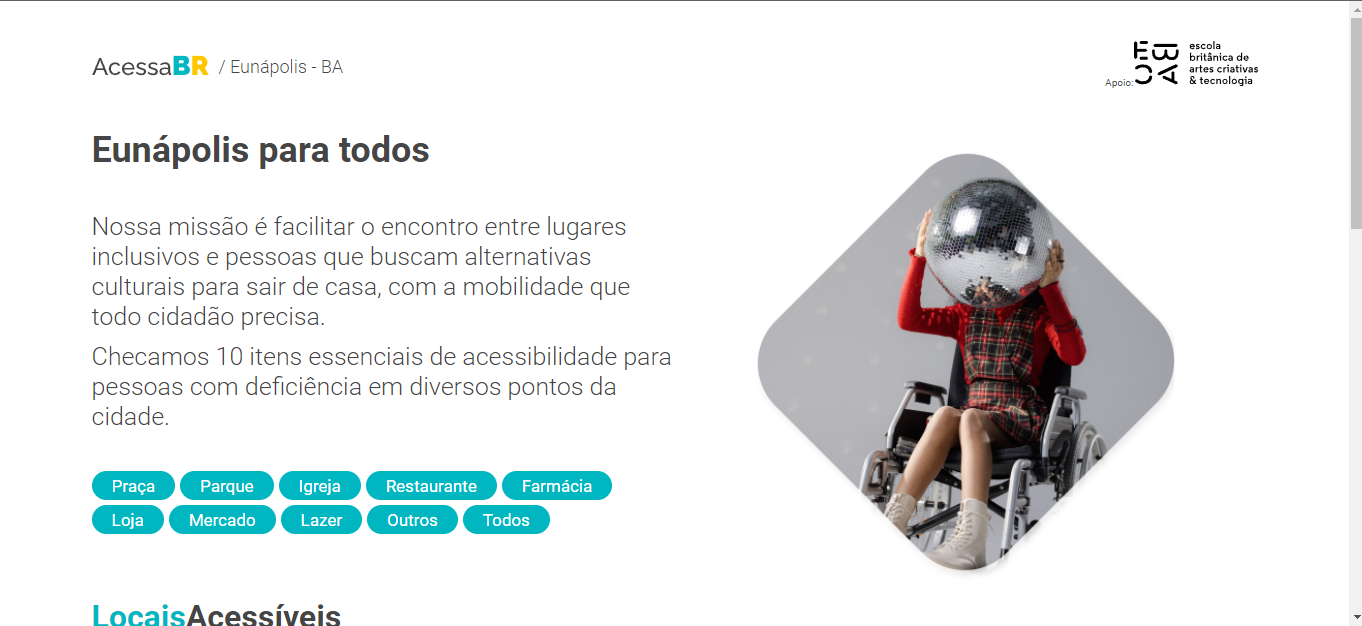 AcessaBR / Eunápolis - BA
Apoio:
EBAC
escola
britânica de
artes criativas
& tecnologia
Eunápolis para todos
Nossa missão é facilitar o encontro entre lugares
inclusivos e pessoas que buscam alternativas
culturais para sair de casa, com a mobilidade que
todo cidadão precisa.
Checamos 10 itens essenciais de acessibilidade para
pessoas com deficiência em diversos pontos da
cidade.
Praça Parque Igreja Restaurante Farmácia
Loja Mercado Lazer Outros Todos
LocaisAcessíveis